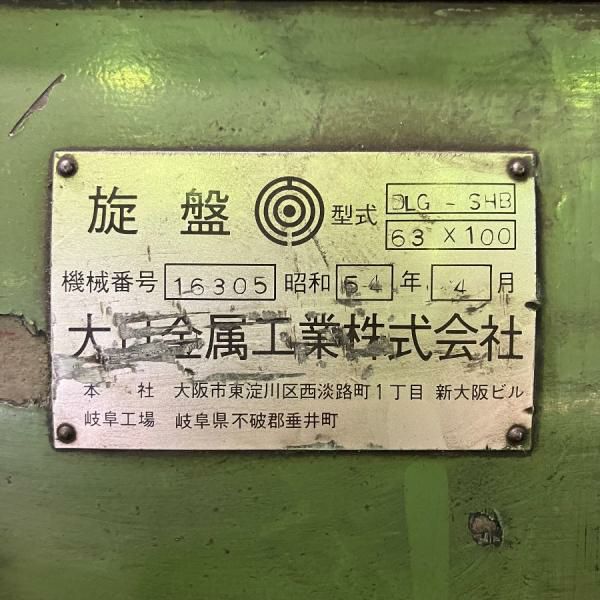 旋盤 型式 DLG - SHB
63 × 100
機械番号 16305 昭和 54 年 4 月
大日金属工業株式会社
本社 大阪市東淀川区西淡路町1丁目 新大阪ビル
岐阜工場 岐阜県不破郡垂井町